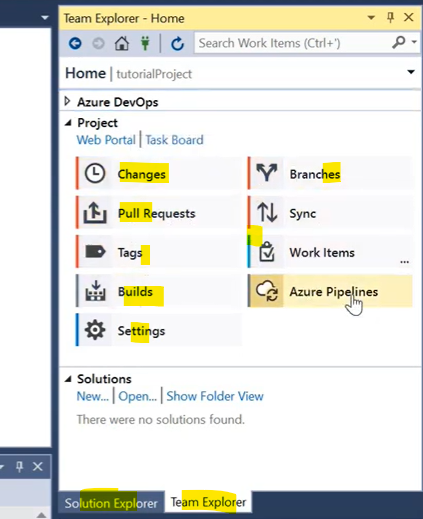 Team Explorer - Home
Search Work Items (Ctrl+')
Home | tutorialProject
Azure DevOps
Project
Web Portal | Task Board
Changes
Branches
Pull Requests
Sync
Tags
Work Items
...
Builds
Azure Pipelines
Settings
Solutions
New... | Open... | Show Folder View
There were no solutions found.
Solution Explorer
Team Explorer